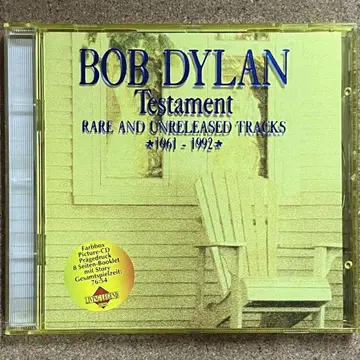 BOB DYLAN
Testament
RARE AND UNRELEASED TRACKS
★1961 - 1992★
Farbbox
Picture-CD
Prägedruck
8 Seiten-Booklet
mit Story
Gesamtspielzeit:
76:54